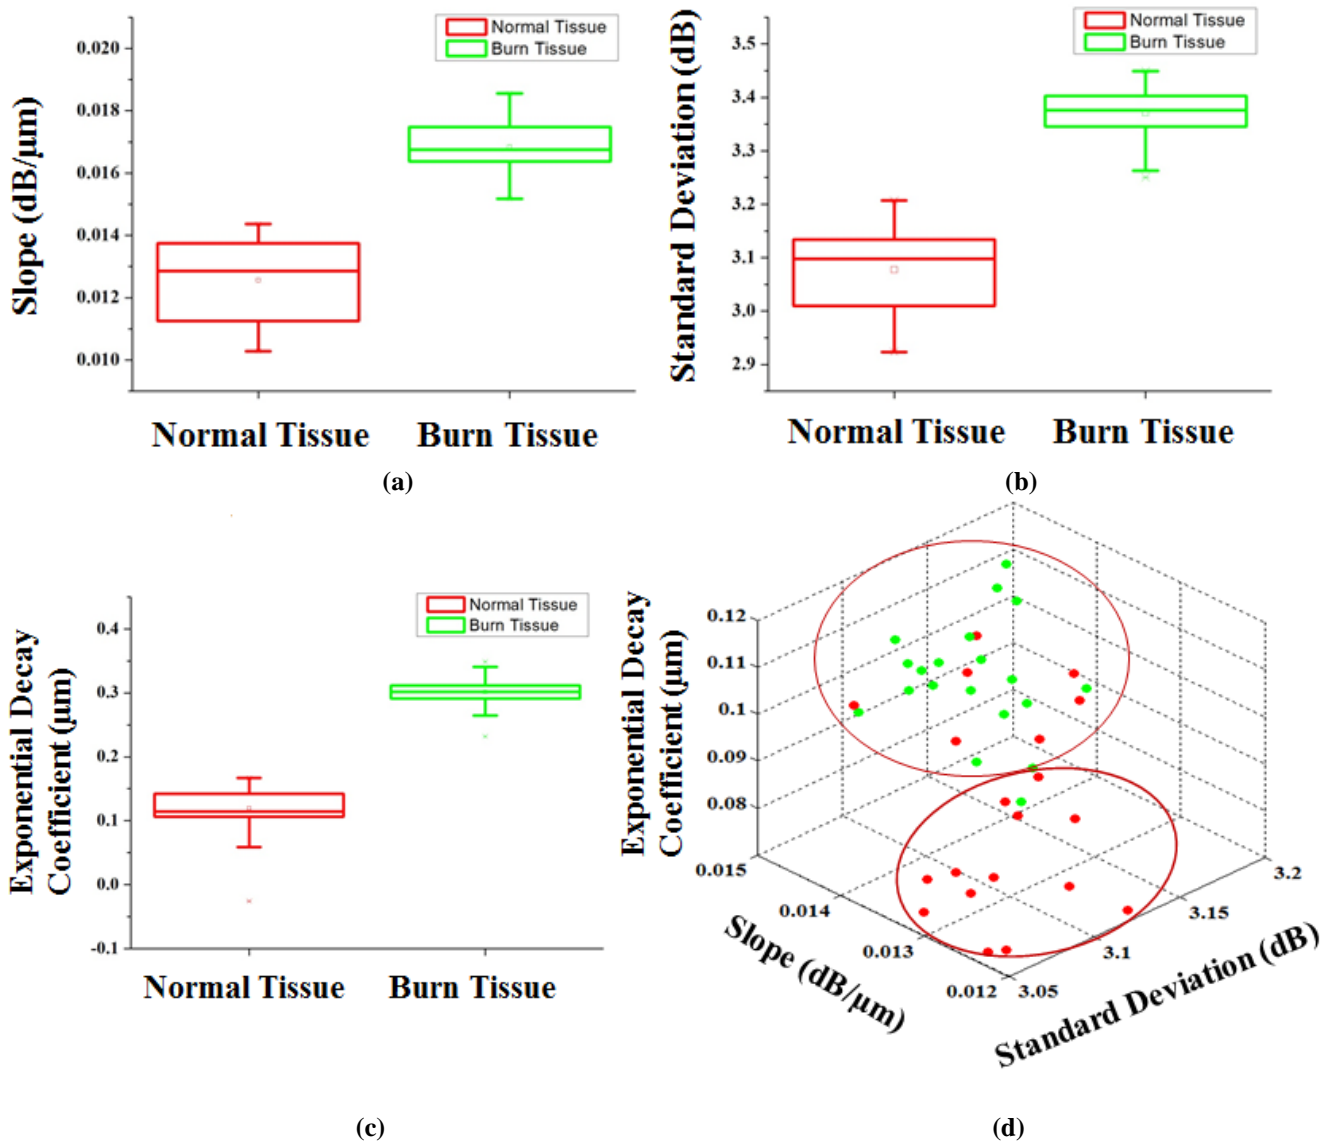 Normal Tissue
Burn Tissue
0.020
0.018
0.016
0.014
0.012
0.010
Slope (dB/µm)
Normal Tissue
Burn Tissue
(a)
Normal Tissue
Burn Tissue
3.5
3.4
3.3
3.2
3.1
3.0
2.9
Standard Deviation (dB)
Normal Tissue
Burn Tissue
(b)
Normal Tissue
Burn Tissue
0.4
0.3
0.2
0.1
0.0
-0.1
Exponential Decay
Coefficient (µm)
Normal Tissue
Burn Tissue
(c)
0.12
0.11
0.1
0.09
0.08
Exponential Decay
Coefficient (µm)
0.015
0.014
0.013
0.012
Slope (dB/µm)
3.05
3.1
3.15
3.2
Standard Deviation (dB)
(d)